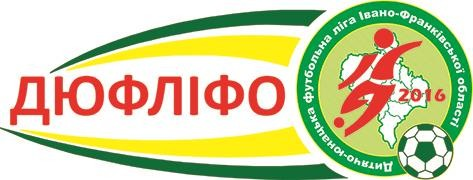 ДЮФЛІФО
Дитячо-юнацька футбольна ліга Івано-Франківської області
2016